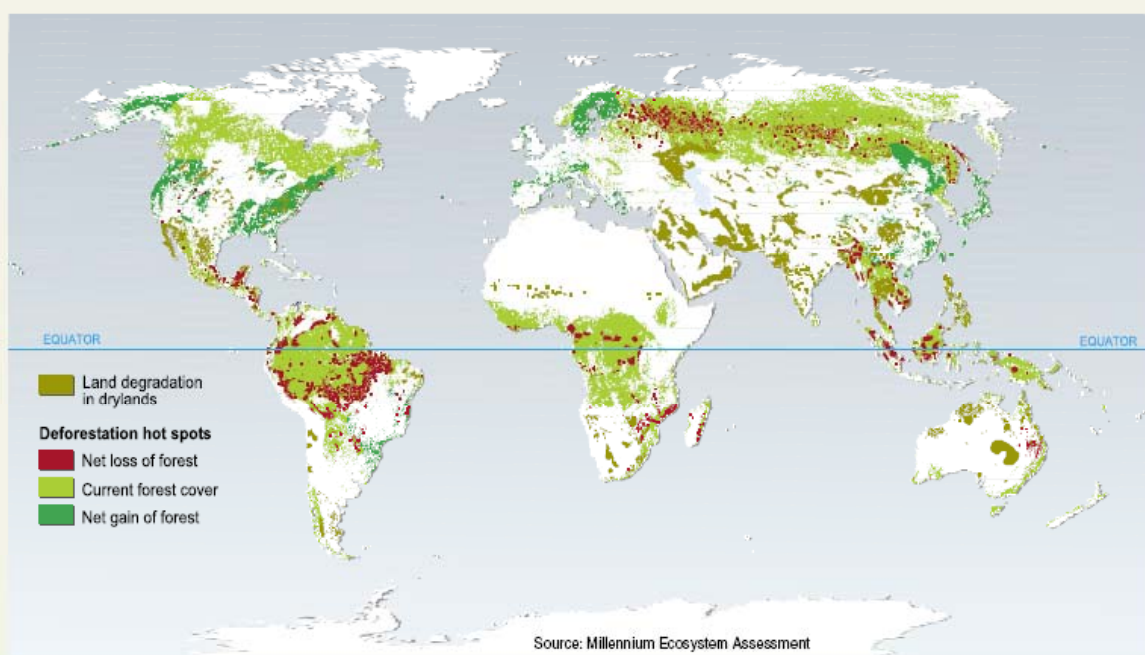 EQUATOR
EQUATOR
Land degradation
in drylands
Deforestation hot spots
Net loss of forest
Current forest cover
Net gain of forest
Source: Millennium Ecosystem Assessment